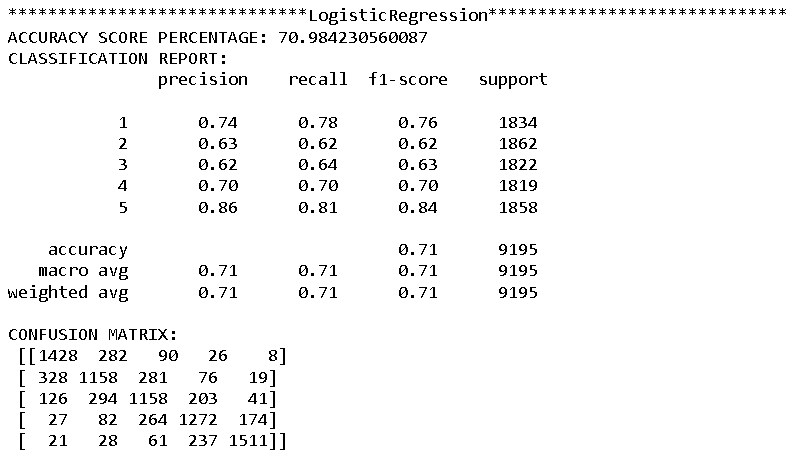 ******************************LogisticRegression******************************
ACCURACY SCORE PERCENTAGE: 70.984230560087
CLASSIFICATION REPORT:
precision recall f1-score support
1 0.74 0.78 0.76 1834
2 0.63 0.62 0.62 1862
3 0.62 0.64 0.63 1822
4 0.70 0.70 0.70 1819
5 0.86 0.81 0.84 1858
accuracy 0.71 9195
macro avg 0.71 0.71 0.71 9195
weighted avg 0.71 0.71 0.71 9195
CONFUSION MATRIX:
[[1428 282 90 26 8]
[ 328 1158 281 76 19]
[ 126 294 1158 203 41]
[ 27 82 264 1272 174]
[ 21 28 61 237 1511]]